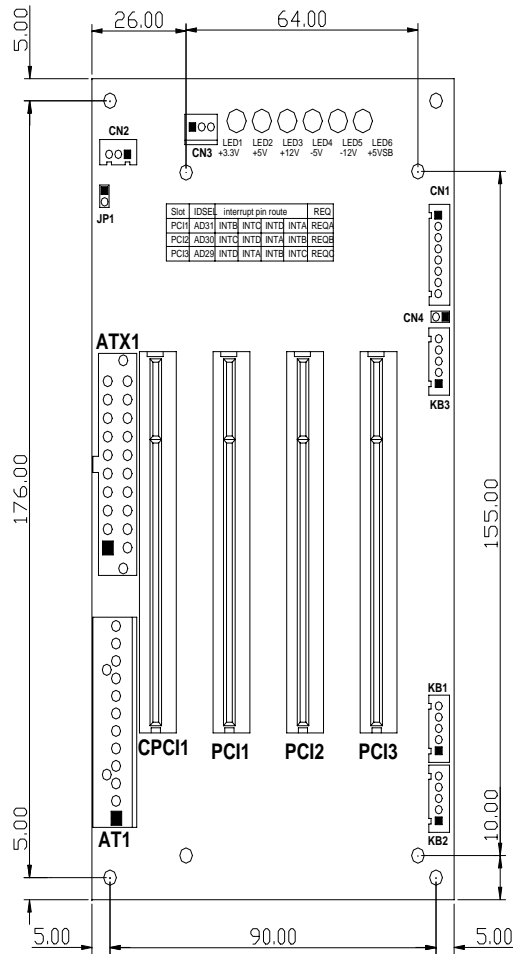 5.00 26.00 64.00
CN2
CN3
LED1 LED2 LED3 LED4 LED5 LED6
+3.3V +5V +12V -5V -12V +5VSB
JP1
CN1
Slot IDSEL interrupt pin route REQ
PCI1 AD31 INTB INTC INTD INTA REQA
PCI2 AD30 INTC INTD INTA INTB REQB
PCI3 AD29 INTD INTA INTB INTC REQC
CN4
KB3
ATX1
176.00
155.00
CPCI1 PCI1 PCI2 PCI3
KB1
KB2
AT1
5.00
10.00
5.00 90.00 5.00